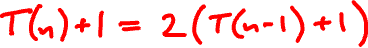 T(n)+1 = 2(T(n-1)+1)